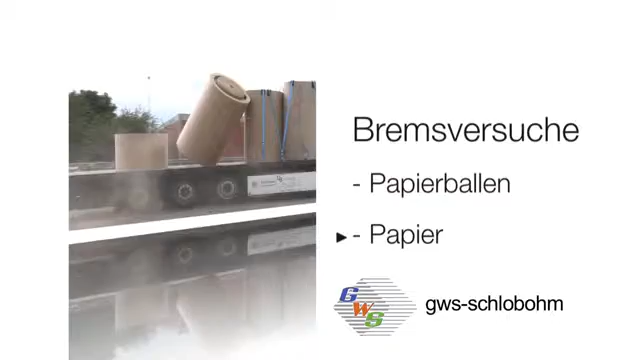 Bremsversuche
- Papierballen
- Papier
GWS
gws-schlobohm